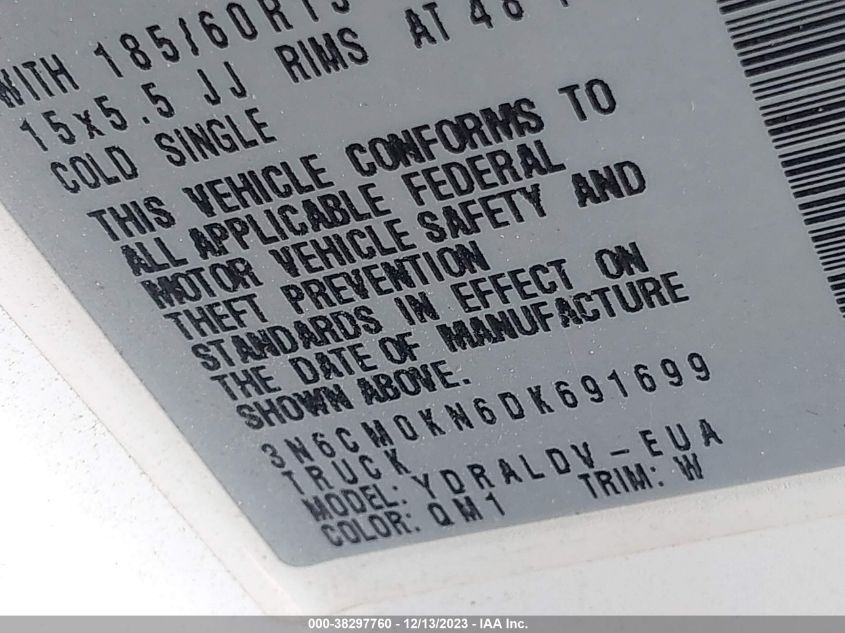 WITH 185/60R15
15x5.5 JJ RIMS AT 48
COLD SINGLE
THIS VEHICLE CONFORMS TO
ALL APPLICABLE FEDERAL
MOTOR VEHICLE SAFETY AND
THEFT PREVENTION
STANDARDS IN EFFECT ON
THE DATE OF MANUFACTURE
SHOWN ABOVE.
3N6CM0KN6DK691699
TRUCK
MODEL: YDRALDV-EUA
COLOR: QM1 TRIM: W
000-38297760 - 12/13/2023 - IAA Inc.